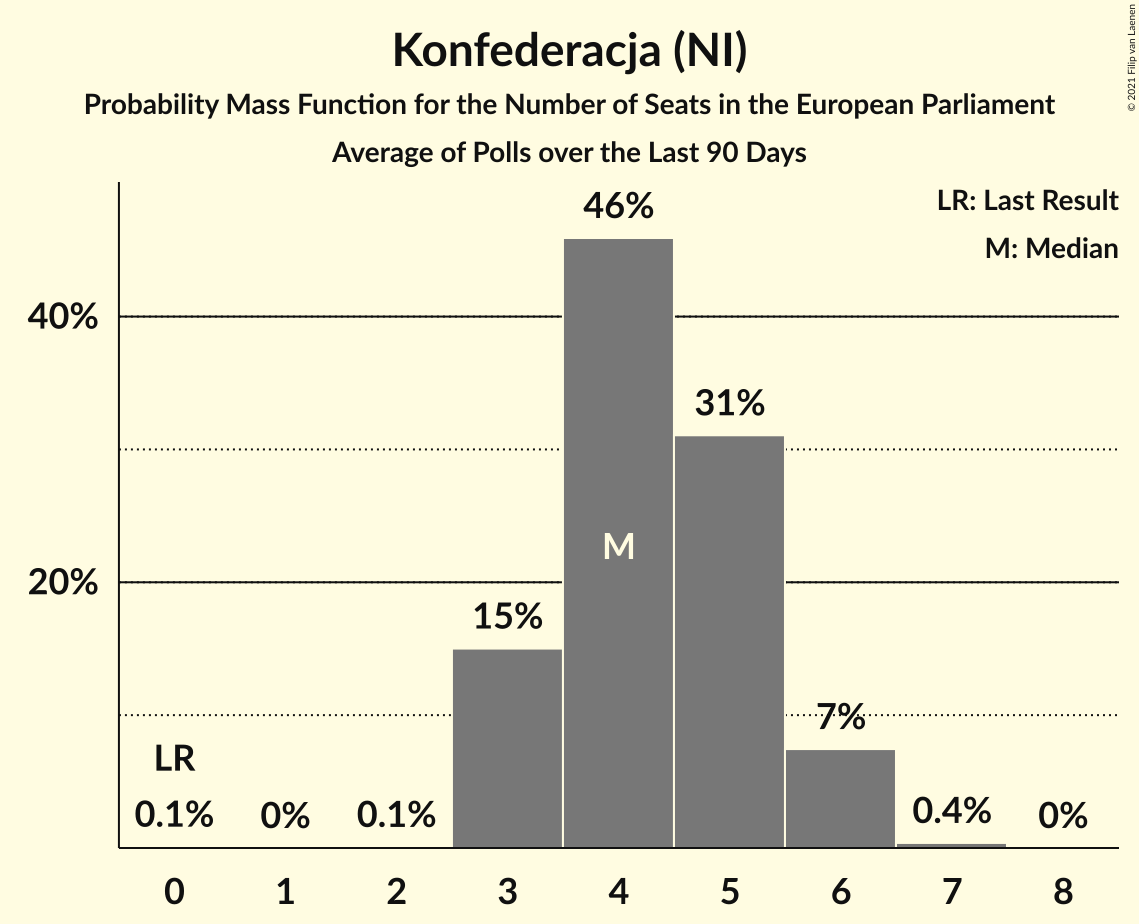 Konfederacja (NI)
Probability Mass Function for the Number of Seats in the European Parliament
Average of Polls over the Last 90 Days
© 2021 Filip van Laenen
LR: Last Result
M: Median
46%
40%
31%
M
20%
15%
7%
LR
0.1%
0%
0.1%
0.4%
0%
0 1 2 3 4 5 6 7 8